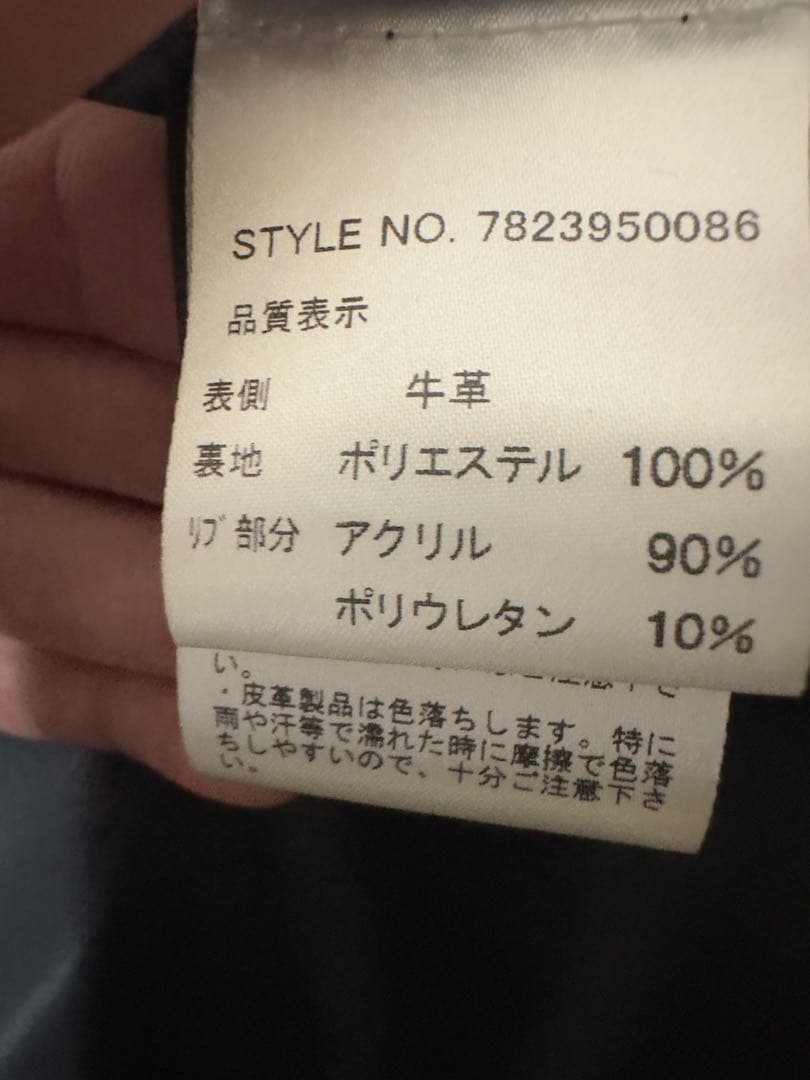 STYLE NO. 7823950086
品質表示
表側 牛革
裏地 ポリエステル 100%
ﾘﾌﾞ部分 アクリル 90%
ポリウレタン 10%
い。
・皮革製品は色落ちします。特に
雨や汗等で濡れた時に摩擦で色落
ちしやすいので、十分ご注意下さ
い。